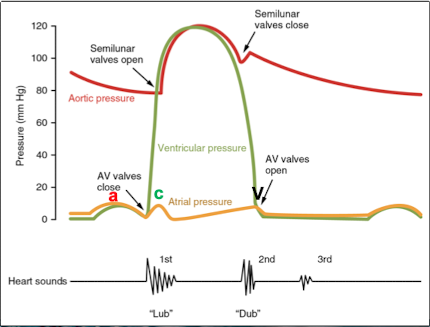 Semilunar
valves close
Semilunar
valves open
120
100
80
60
40
20
0
Pressure (mm Hg)
Aortic pressure
Ventricular pressure
AV valves
close
AV valves
open
a
c
Atrial pressure
V
1st
2nd
3rd
Heart sounds
“Lub”
“Dub”